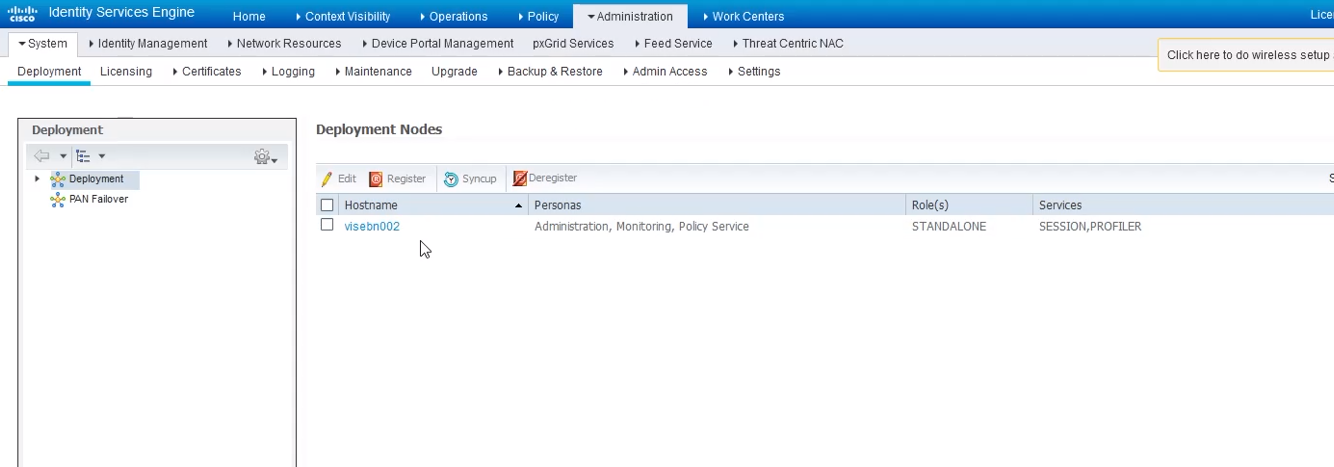 CISCO Identity Services Engine Home Context Visibility Operations Policy Administration Work Centers Lice
System Identity Management Network Resources Device Portal Management pxGrid Services Feed Service Threat Centric NAC
Click here to do wireless setup
Deployment Licensing Certificates Logging Maintenance Upgrade Backup & Restore Admin Access Settings
Deployment
Deployment
PAN Failover
Deployment Nodes
Edit Register Syncup Deregister S
Hostname Personas Role(s) Services
visebn002 Administration, Monitoring, Policy Service STANDALONE SESSION,PROFILER